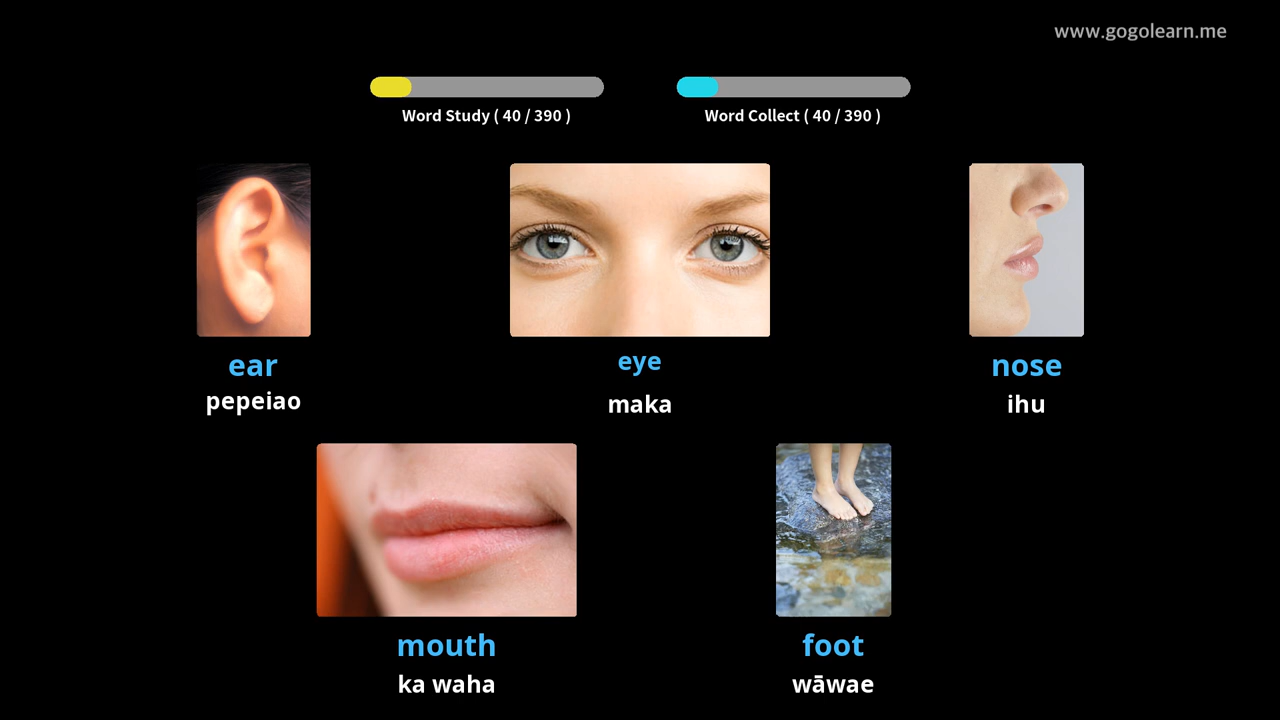 www.gogolearn.me
Word Study ( 40 / 390 )
Word Collect ( 40 / 390 )
ear
pepeiao
eye
maka
nose
ihu
mouth
ka waha
foot
wāwae